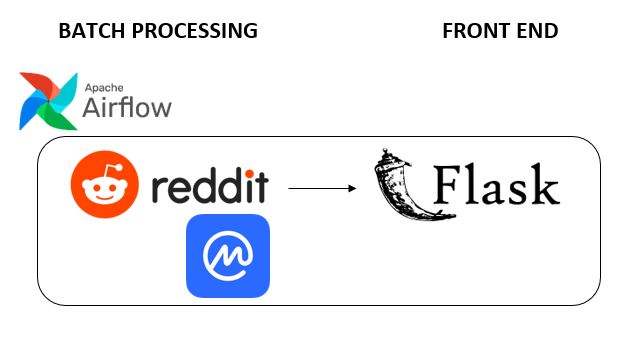 BATCH PROCESSING
FRONT END
Apache
Airflow
reddit
Flask